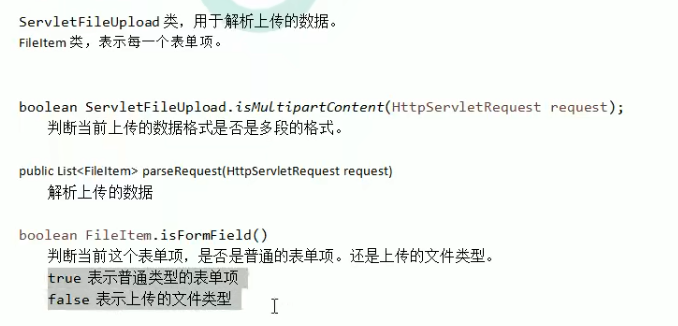 ServletFileUpload 类，用于解析上传的数据。
FileItem 类，表示每一个表单项。
boolean ServletFileUpload.isMultipartContent(HttpServletRequest request);
判断当前上传的数据格式是否是多段的格式。
public List<FileItem> parseRequest(HttpServletRequest request)
解析上传的数据
boolean FileItem.isFormField()
判断当前这个表单项，是否是普通的表单项。还是上传的文件类型。
true 表示普通类型的表单项
false 表示上传的文件类型